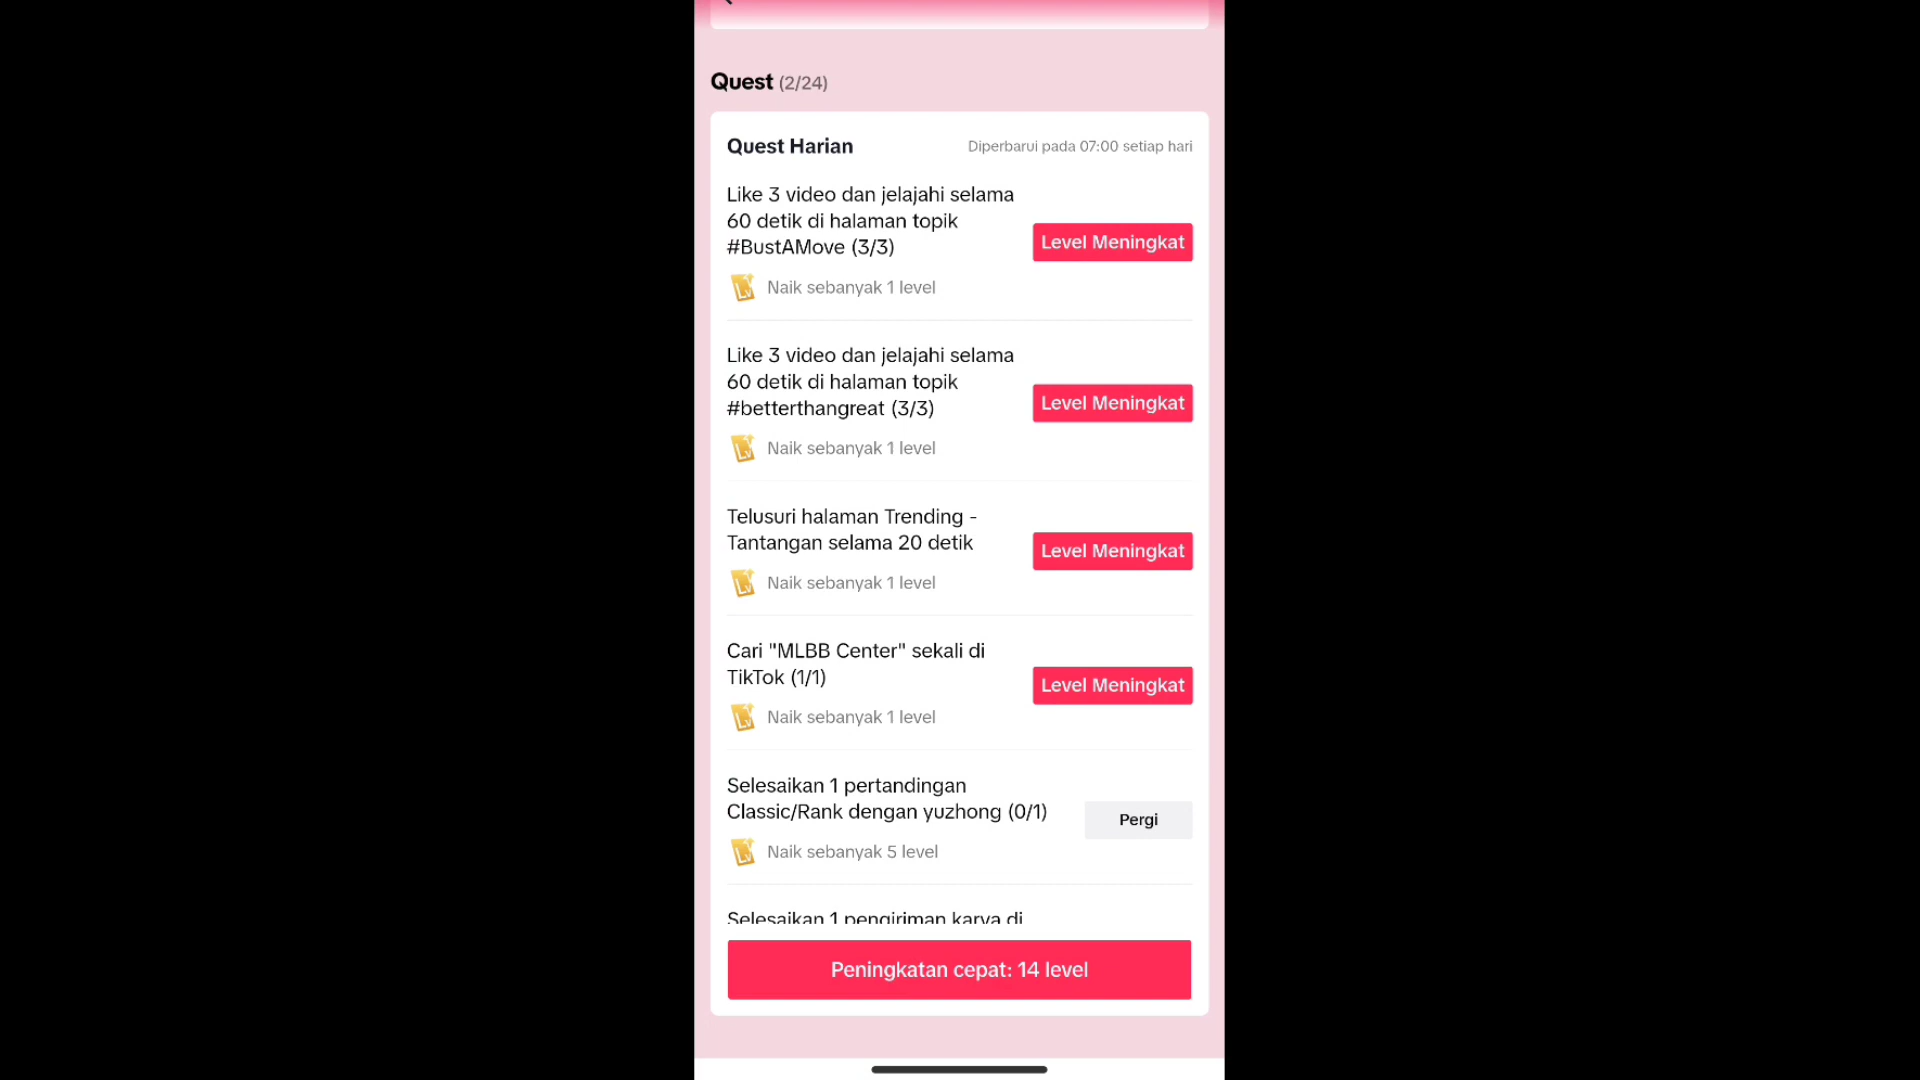 Quest (2/24)
Quest Harian
Diperbarui pada 07:00 setiap hari
Like 3 video dan jelajahi selama
60 detik di halaman topik
#BustAMove (3/3)
Level Meningkat
Naik sebanyak 1 level
Like 3 video dan jelajahi selama
60 detik di halaman topik
#betterthangreat (3/3)
Level Meningkat
Naik sebanyak 1 level
Telusuri halaman Trending -
Tantangan selama 20 detik
Level Meningkat
Naik sebanyak 1 level
Cari "MLBB Center" sekali di
TikTok (1/1)
Level Meningkat
Naik sebanyak 1 level
Selesaikan 1 pertandingan
Classic/Rank dengan yuzhong (0/1)
Pergi
Naik sebanyak 5 level
Selesaikan 1 pengiriman karya di
Peningkatan cepat: 14 level